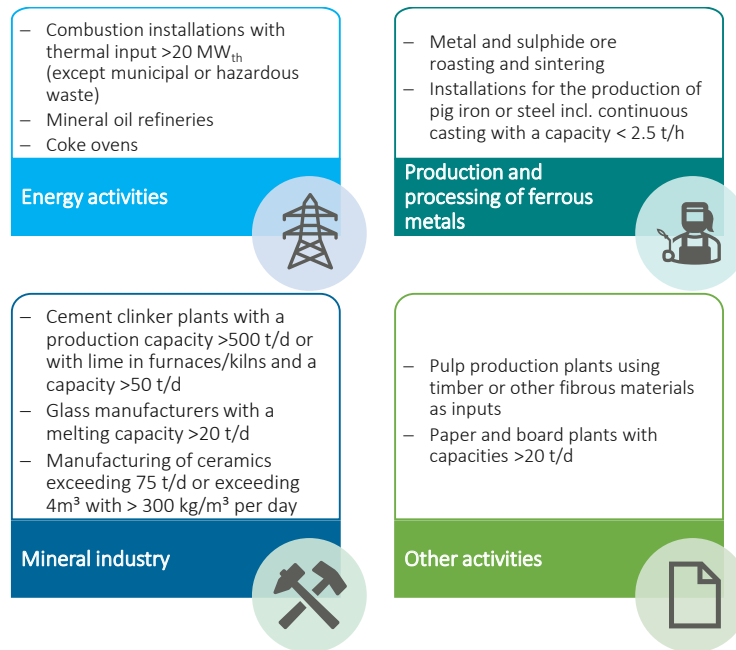 – Combustion installations with
thermal input >20 MWth
(except municipal or hazardous
waste)
– Mineral oil refineries
– Coke ovens
Energy activities
– Metal and sulphide ore
roasting and sintering
– Installations for the production of
pig iron or steel incl. continuous
casting with a capacity < 2.5 t/h
Production and
processing of ferrous
metals
– Cement clinker plants with a
production capacity >500 t/d or
with lime in furnaces/kilns and a
capacity >50 t/d
– Glass manufacturers with a
melting capacity >20 t/d
– Manufacturing of ceramics
exceeding 75 t/d or exceeding
4m³ with > 300 kg/m³ per day
Mineral industry
– Pulp production plants using
timber or other fibrous materials
as inputs
– Paper and board plants with
capacities >20 t/d
Other activities